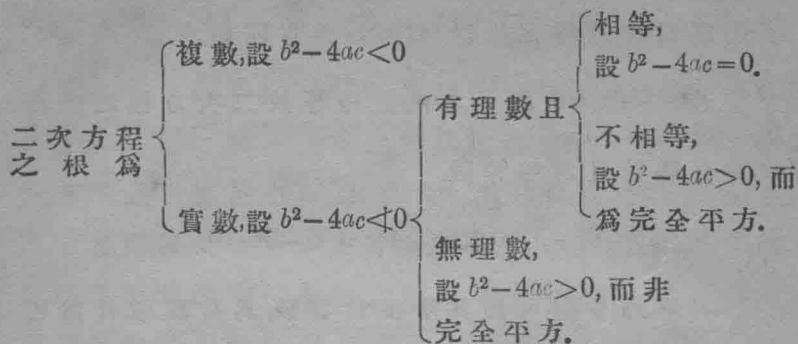 二次方程
之根爲
複數,設 b²−4ac<0
實數,設 b²−4ac≮0
有理數且
相等,
設 b²−4ac=0.
不相等,
設 b²−4ac>0, 而
爲完全平方.
無理數,
設 b²−4ac>0, 而非
完全平方.